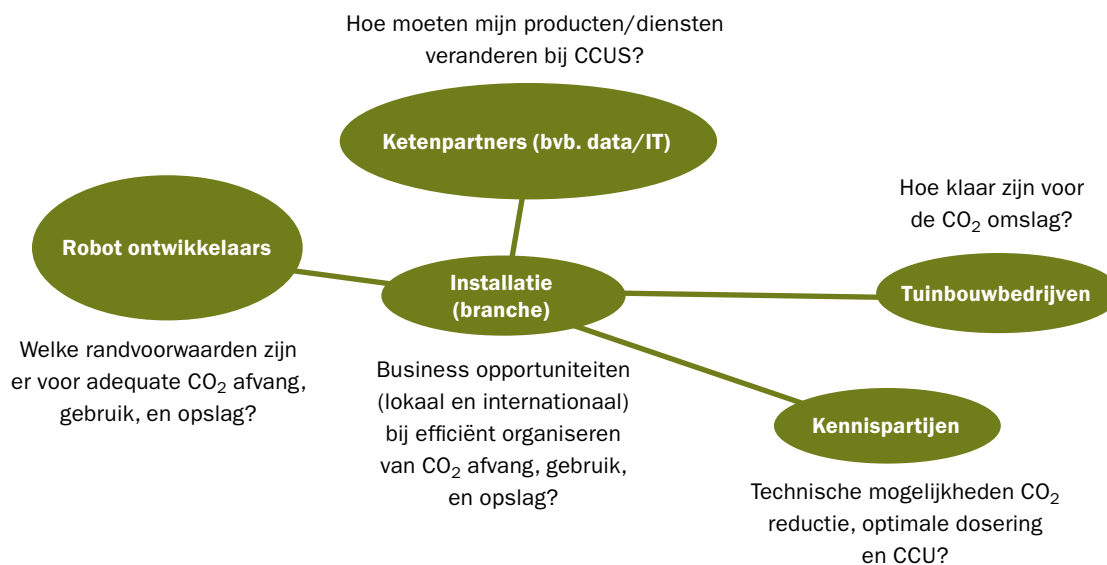 Hoe moeten mijn producten/diensten
veranderen bij CCUS?
Ketenpartners (bvb. data/IT)
Robot ontwikkelaars
Welke randvoorwaarden zijn
er voor adequate CO₂ afvang,
gebruik, en opslag?
Installatie
(branche)
Business opportuniteiten
(lokaal en internationaal)
bij efficiënt organiseren
van CO₂ afvang, gebruik,
en opslag?
Hoe klaar zijn voor
de CO₂ omslag?
Tuinbouwbedrijven
Kennispartijen
Technische mogelijkheden CO₂
reductie, optimale dosering
en CCU?